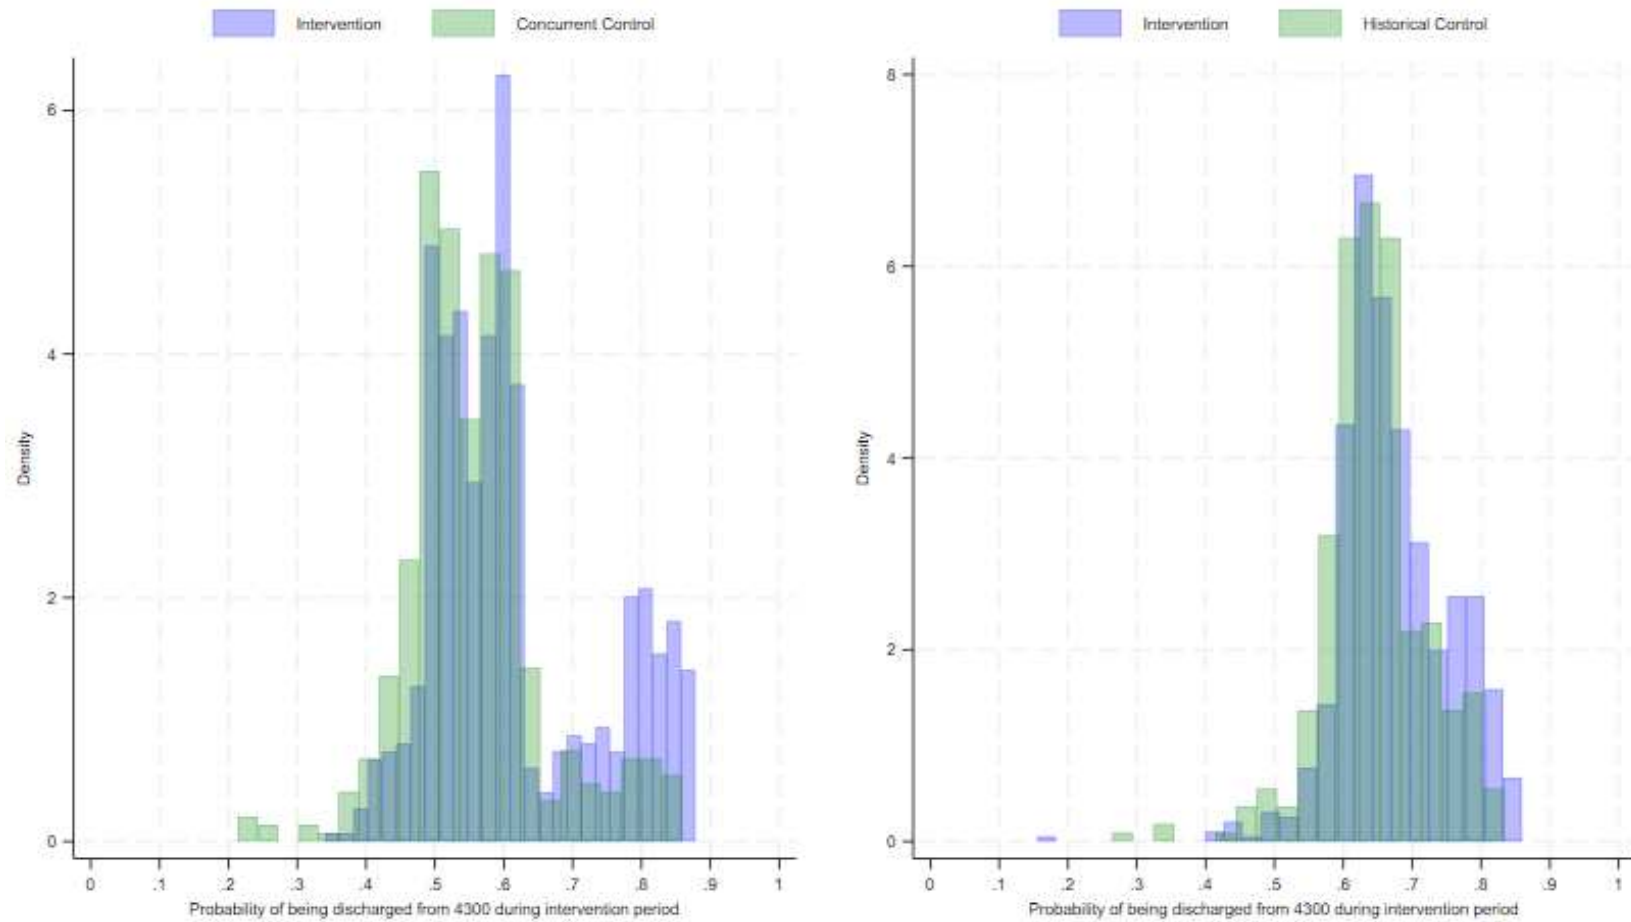 Intervention
Concurrent Control
Density
6
4
2
0
0 .1 .2 .3 .4 .5 .6 .7 .8 .9 1
Probability of being discharged from 4300 during intervention period
Intervention
Historical Control
Density
8
6
4
2
0
0 .1 .2 .3 .4 .5 .6 .7 .8 .9 1
Probability of being discharged from 4300 during intervention period